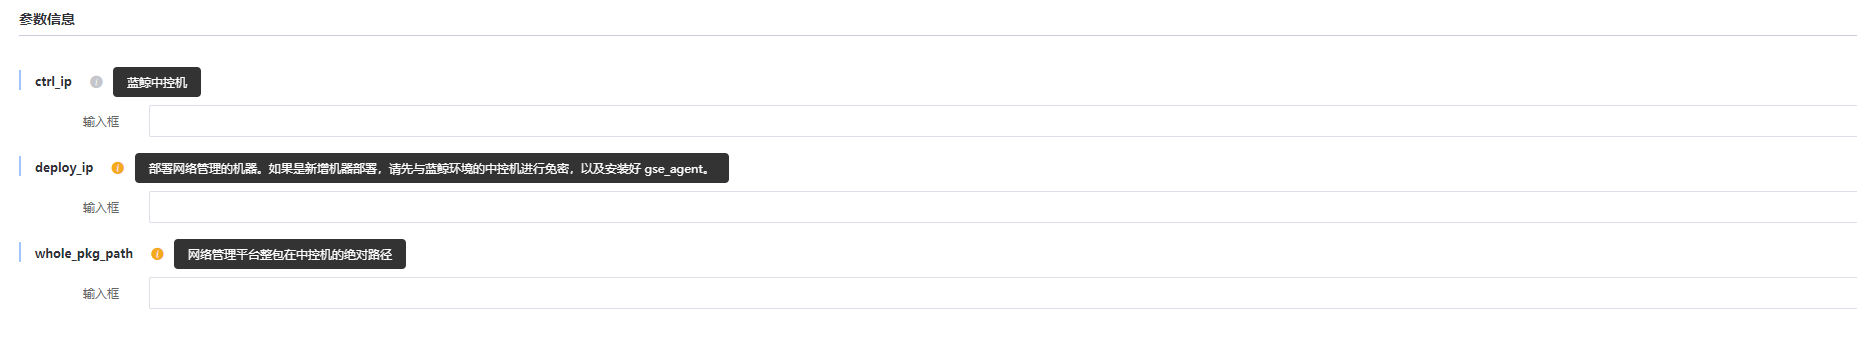 参数信息
ctrl_ip 蓝鲸中控机
输入框
deploy_ip 部署网络管理的机器。如果是新增机器部署，请先与蓝鲸环境的中控机进行免密，以及安装好 gse_agent。
输入框
whole_pkg_path 网络管理平台整包在中控机的绝对路径
输入框